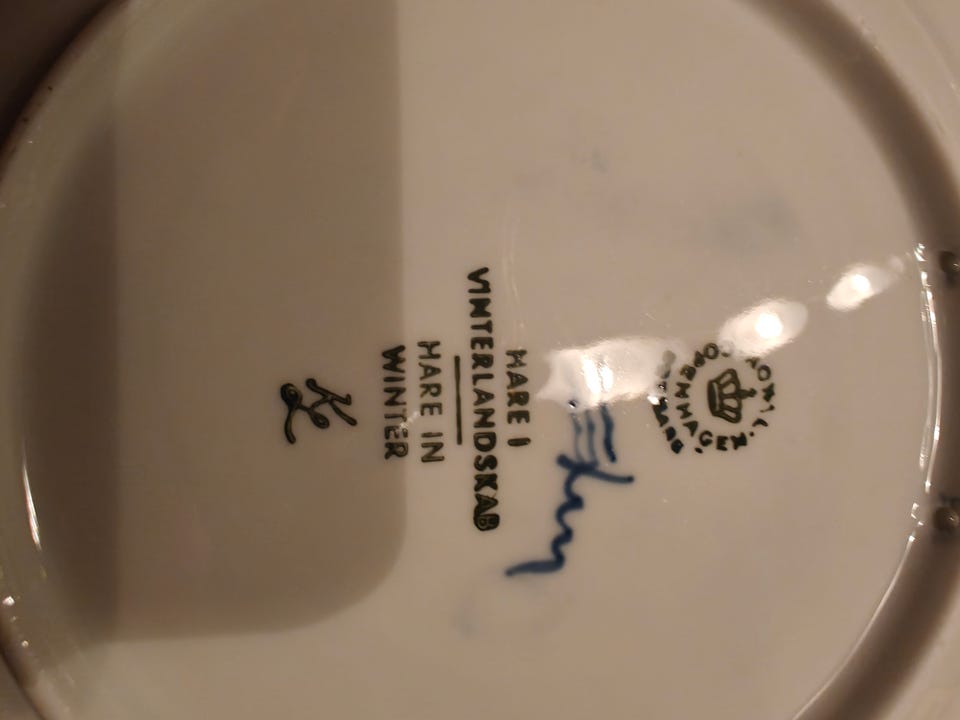 ROYAL
COPENHAGEN
DENMARK
HARE I
VINTERLANDSKAB
HARE IN
WINTER